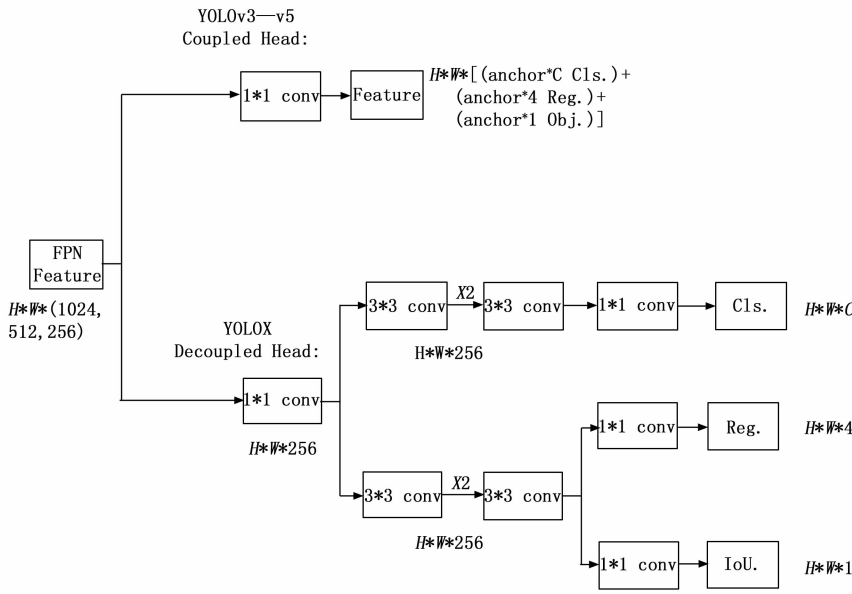 YOLOv3—v5
Coupled Head:
1*1 conv
Feature
H*W*[(anchor*C Cls.)+
(anchor*4 Reg.)+
(anchor*1 Obj.)]
FPN
Feature
H*W*(1024,
512,256)
YOLOX
Decoupled Head:
1*1 conv
H*W*256
3*3 conv
X2
3*3 conv
1*1 conv
Cls.
H*W*C
H*W*256
3*3 conv
X2
3*3 conv
H*W*256
1*1 conv
Reg.
H*W*4
1*1 conv
IoU.
H*W*1